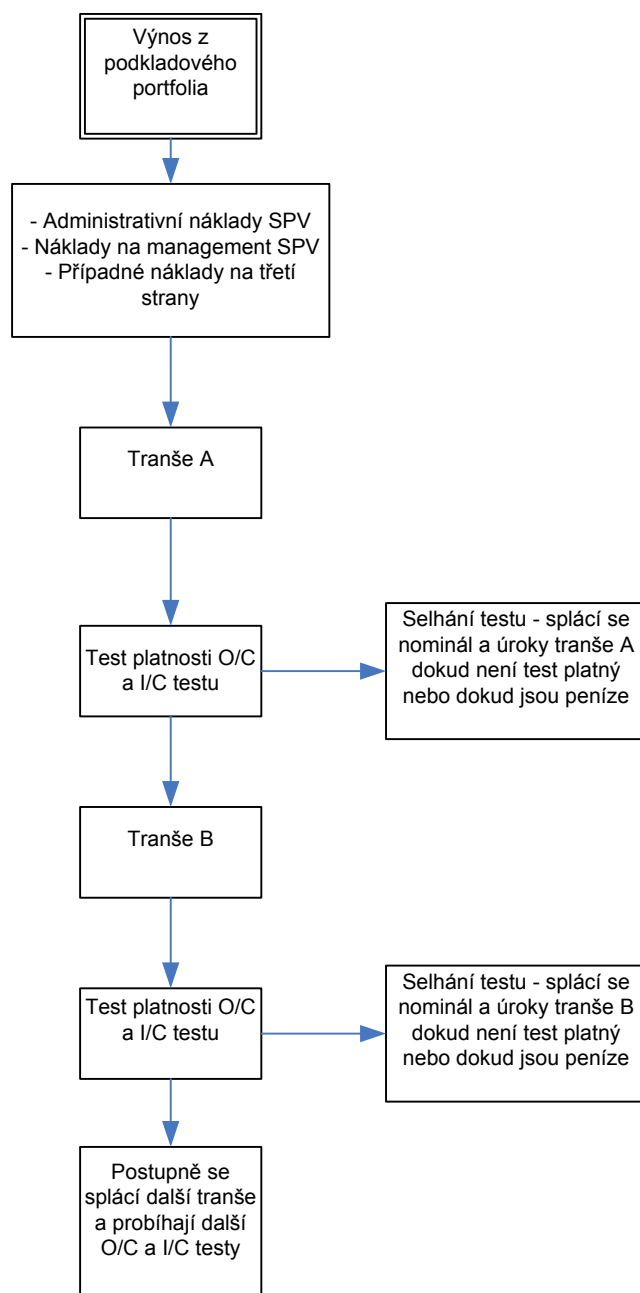 Výnos z
podkladového
portfolia
- Administrativní náklady SPV
- Náklady na management SPV
- Případné náklady na třetí
strany
Tranše A
Test platnosti O/C
a I/C testu
Selhání testu - splácí se
nominál a úroky tranše A
dokud není test platný
nebo dokud jsou peníze
Tranše B
Test platnosti O/C
a I/C testu
Selhání testu - splácí se
nominál a úroky tranše B
dokud není test platný
nebo dokud jsou peníze
Postupně se
splácí další tranše
a probíhají další
O/C a I/C testy